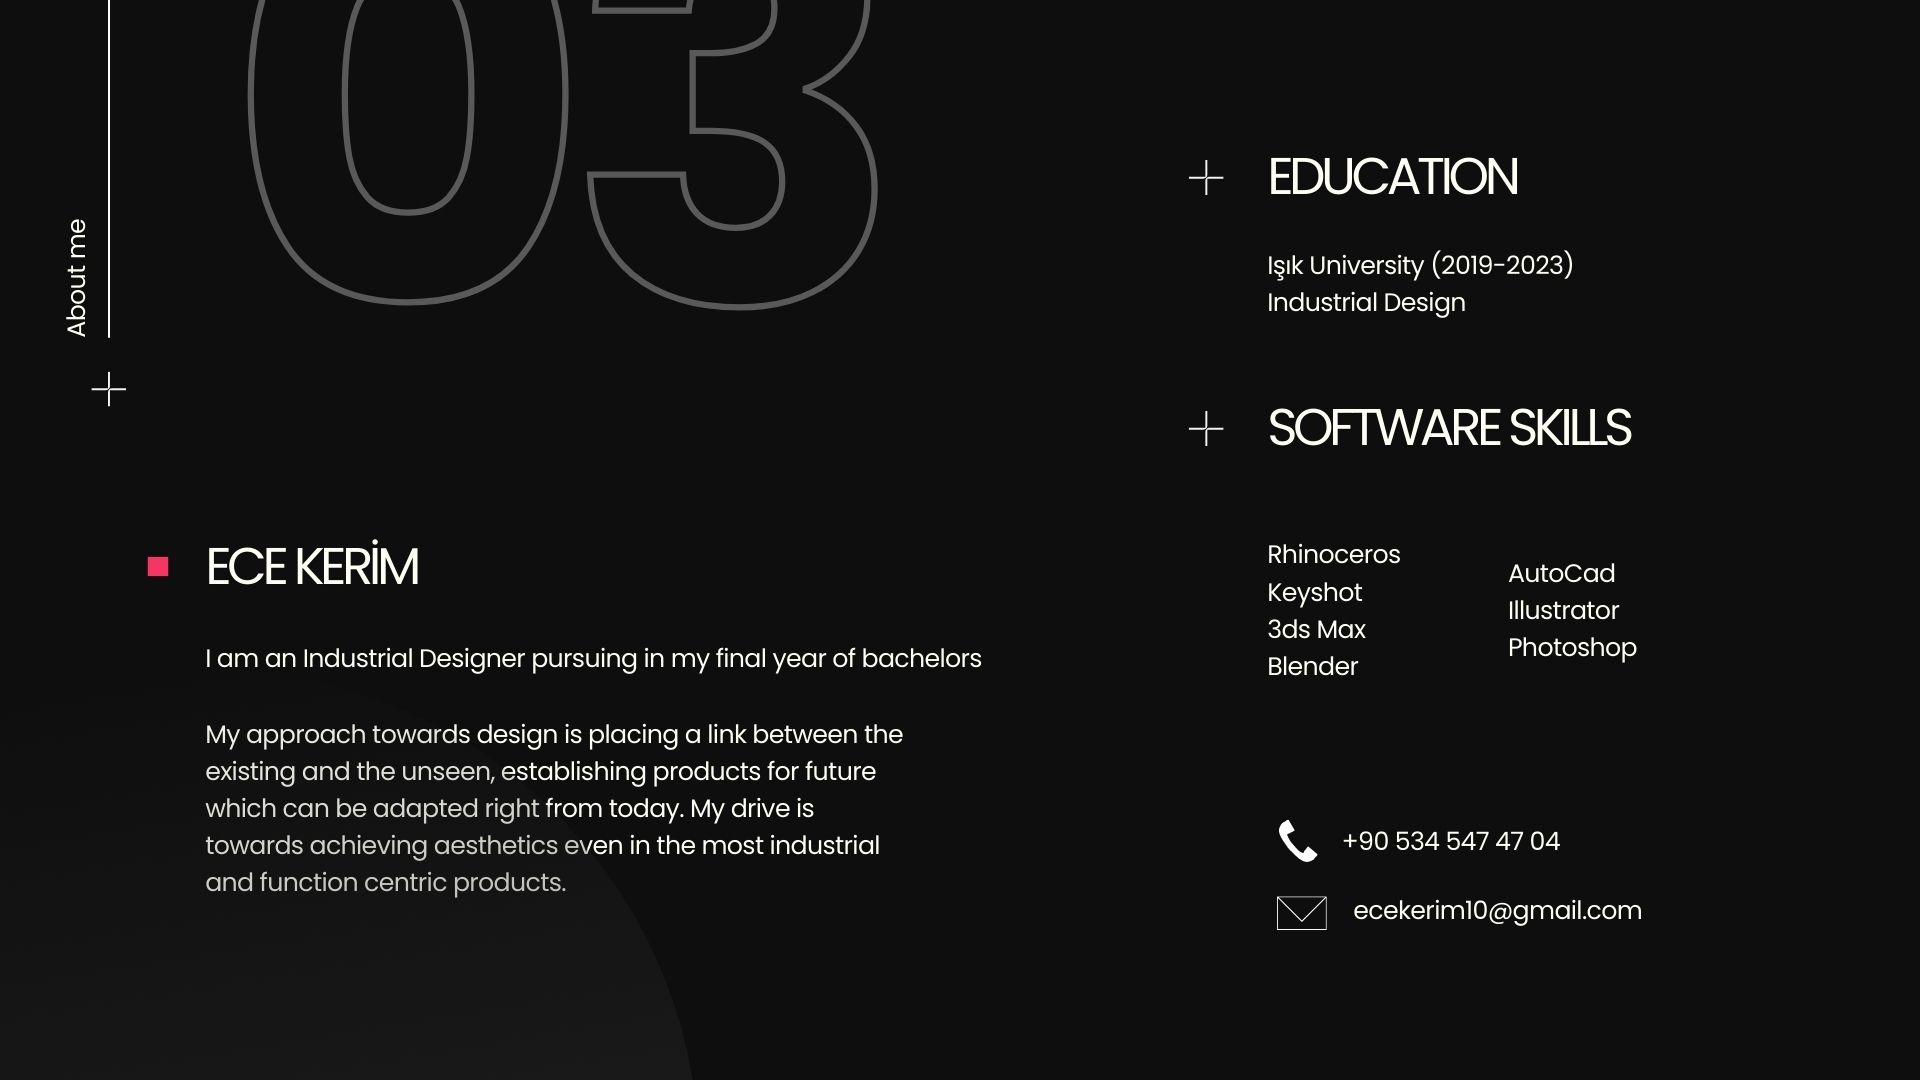 03
About me
ECE KERİM
I am an Industrial Designer pursuing in my final year of bachelors
My approach towards design is placing a link between the
existing and the unseen, establishing products for future
which can be adapted right from today. My drive is
towards achieving aesthetics even in the most industrial
and function centric products.
EDUCATION
Işık University (2019-2023)
Industrial Design
SOFTWARE SKILLS
Rhinoceros
Keyshot
3ds Max
Blender
AutoCad
Illustrator
Photoshop
+90 534 547 47 04
ecekerim10@gmail.com